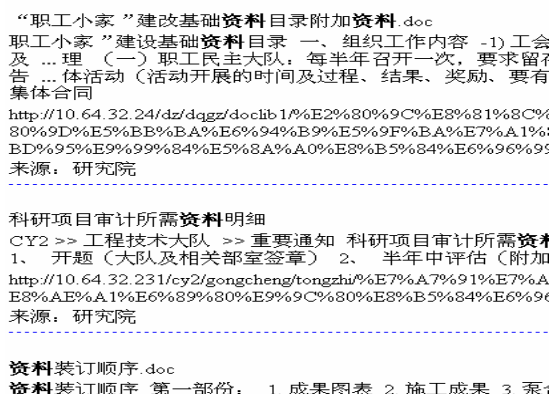 “职工小家 ”建改基础资料目录附加资料.doc
职工小家 ”建设基础资料目录 一、 组织工作内容 -1) 工会
及 ... 理 （一）职工民主大队：每半年召开一次，要求留存
告 ... 体活动（活动开展的时间及过程、结果、奖励、要有
集体合同
http://10.64.32.24/dz/dqgz/doclib1/%E2%80%9C%E8%81%8C%
80%9D%E5%BB%BA%E6%94%B9%E5%9F%BA%E7%A1%
BD%95%E9%99%84%E5%8A%A0%E8%B5%84%E6%96%99
来源：研究院
科研项目审计所需资料明细
CY2 >> 工程技术大队 >> 重要通知 科研项目审计所需资料
1、 开题（大队及相关部室签章） 2、 半年中评估（附加
http://10.64.32.231/cy2/gongcheng/tongzhi/%E7%A7%91%E7%A
E8%AE%A1%E6%89%80%E9%9C%80%E8%B5%84%E6%96
来源：研究院
资料装订顺序.doc
资料装订顺序 第一部份： 1 成果图表 2 施工成果 3 泵